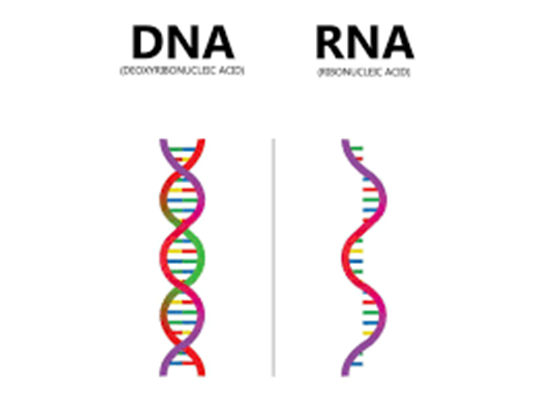 DNA
(DEOXYRIBONUCLEIC ACID)
RNA
(RIBONUCLEIC ACID)